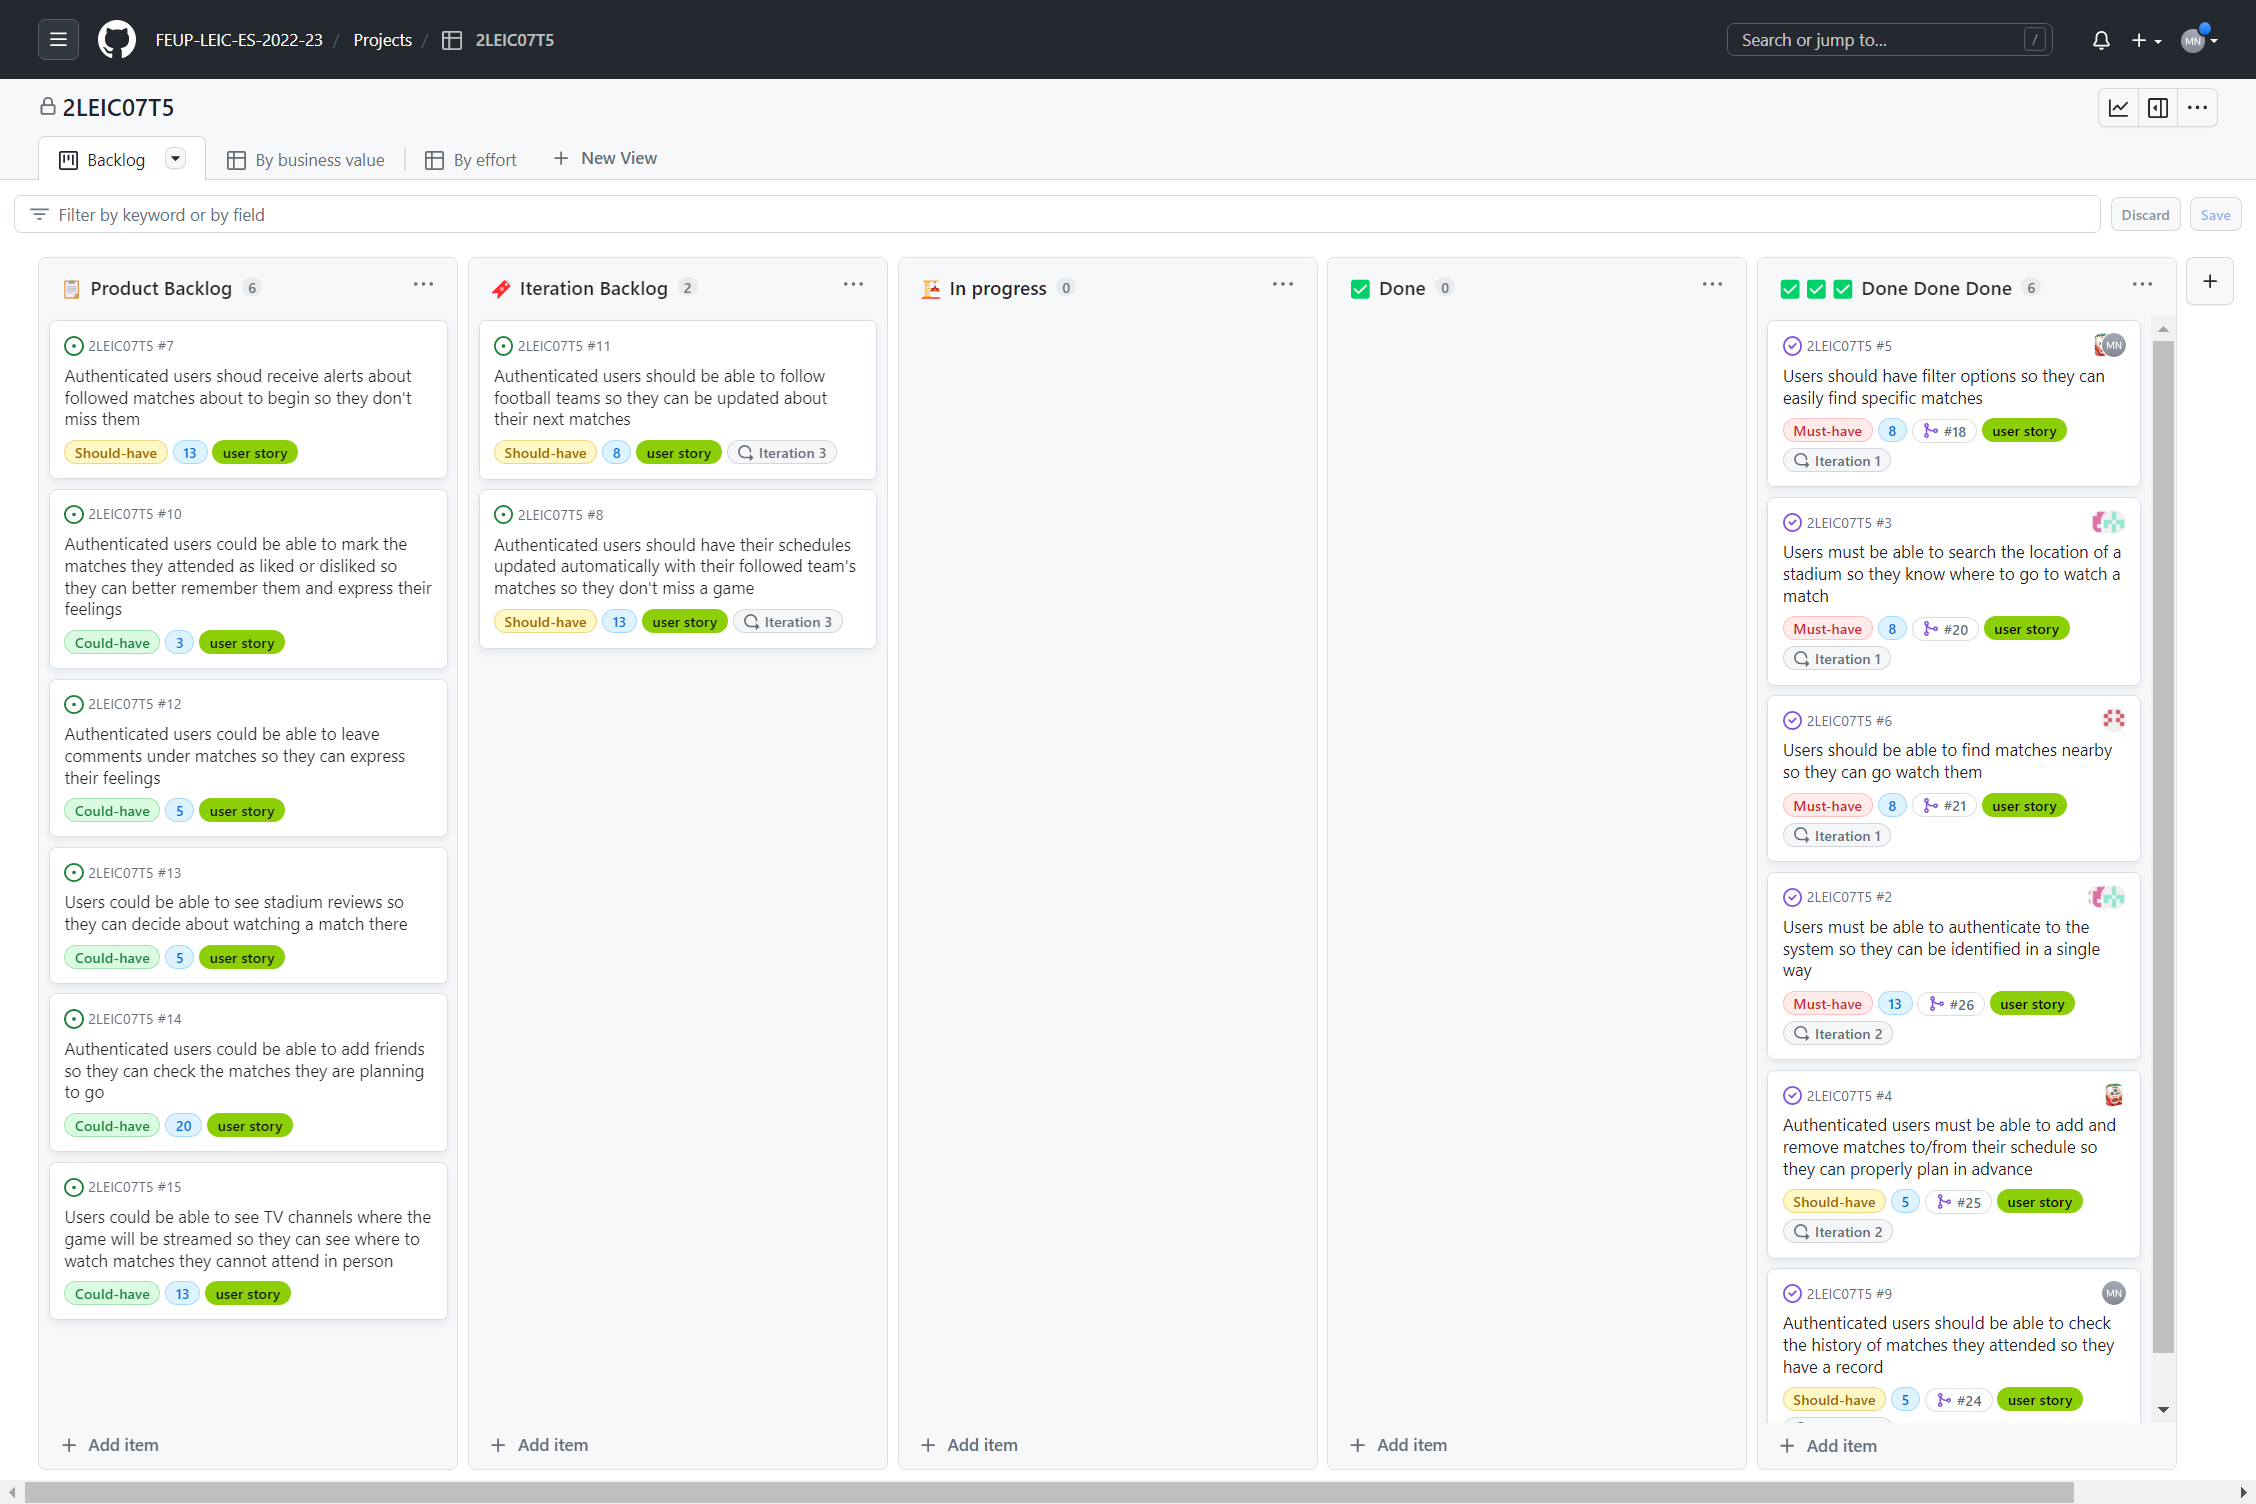 FEUP-LEIC-ES-2022-23 / Projects / 2LEIC07T5
Search or jump to... /
MN
2LEIC07T5
Backlog
By business value
By effort
New View
Filter by keyword or by field
Discard
Save
Product Backlog 6
2LEIC07T5 #7
Authenticated users shoud receive alerts about
followed matches about to begin so they don't
miss them
Should-have 13 user story
2LEIC07T5 #10
Authenticated users could be able to mark the
matches they attended as liked or disliked so
they can better remember them and express their
feelings
Could-have 3 user story
2LEIC07T5 #12
Authenticated users could be able to leave
comments under matches so they can express
their feelings
Could-have 5 user story
2LEIC07T5 #13
Users could be able to see stadium reviews so
they can decide about watching a match there
Could-have 5 user story
2LEIC07T5 #14
Authenticated users could be able to add friends
so they can check the matches they are planning
to go
Could-have 20 user story
2LEIC07T5 #15
Users could be able to see TV channels where the
game will be streamed so they can see where to
watch matches they cannot attend in person
Could-have 13 user story
Add item
Iteration Backlog 2
2LEIC07T5 #11
Authenticated users should be able to follow
football teams so they can be updated about
their next matches
Should-have 8 user story Iteration 3
2LEIC07T5 #8
Authenticated users should have their schedules
updated automatically with their followed team's
matches so they don't miss a game
Should-have 13 user story Iteration 3
Add item
In progress 0
Add item
Done 0
Add item
Done Done Done 6
2LEIC07T5 #5
MN
Users should have filter options so they can
easily find specific matches
Must-have 8 #18 user story
Iteration 1
2LEIC07T5 #3
Users must be able to search the location of a
stadium so they know where to go to watch a
match
Must-have 8 #20 user story
Iteration 1
2LEIC07T5 #6
Users should be able to find matches nearby
so they can go watch them
Must-have 8 #21 user story
Iteration 1
2LEIC07T5 #2
Users must be able to authenticate to the
system so they can be identified in a single
way
Must-have 13 #26 user story
Iteration 2
2LEIC07T5 #4
Authenticated users must be able to add and
remove matches to/from their schedule so
they can properly plan in advance
Should-have 5 #25 user story
Iteration 2
2LEIC07T5 #9
MN
Authenticated users should be able to check
the history of matches they attended so they
have a record
Should-have 5 #24 user story
Add item